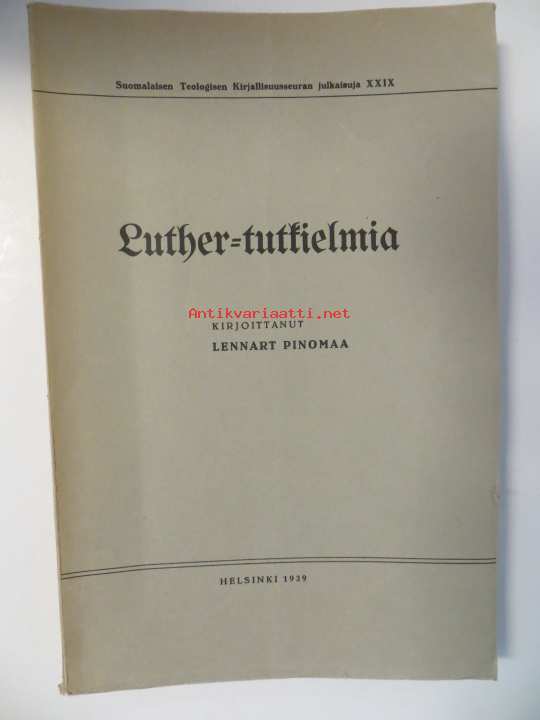 Suomalaisen Teologisen Kirjallisuusseuran julkaisuja XXIX
Luther-tutkielmia
Antikvariaatti.net
KIRJOITTANUT
LENNART PINOMAA
HELSINKI 1939